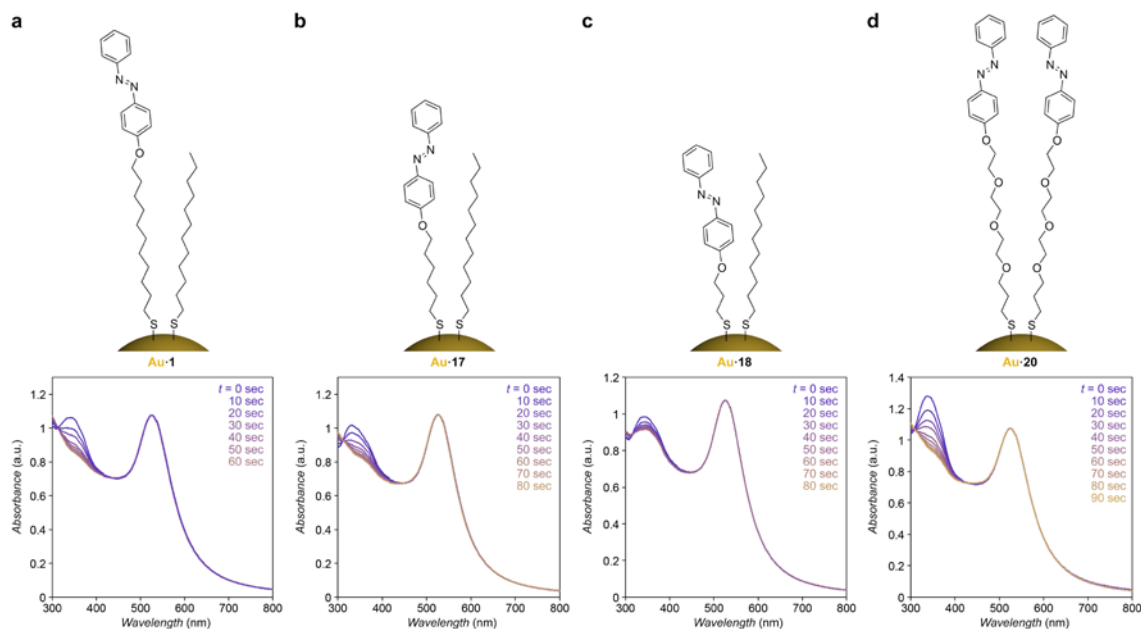 a
N
N
O
S
S
Au·1
Absorbance (a.u.)
1.2
1
0.8
0.6
0.4
0.2
0
300 400 500 600 700 800
Wavelength (nm)
t = 0 sec
10 sec
20 sec
30 sec
40 sec
50 sec
60 sec
b
N
N
O
S
S
Au·17
Absorbance (a.u.)
1.2
1
0.8
0.6
0.4
0.2
0
300 400 500 600 700 800
Wavelength (nm)
t = 0 sec
10 sec
20 sec
30 sec
40 sec
50 sec
60 sec
70 sec
80 sec
c
N
N
O
S
S
Au·18
Absorbance (a.u.)
1.2
1
0.8
0.6
0.4
0.2
0
300 400 500 600 700 800
Wavelength (nm)
t = 0 sec
10 sec
20 sec
30 sec
40 sec
50 sec
60 sec
70 sec
80 sec
d
N N
N N
O O
O O
O O
O O
S S
Au·20
Absorbance (a.u.)
1.4
1.2
1
0.8
0.6
0.4
0.2
0
300 400 500 600 700 800
Wavelength (nm)
t = 0 sec
10 sec
20 sec
30 sec
40 sec
50 sec
60 sec
70 sec
80 sec
90 sec